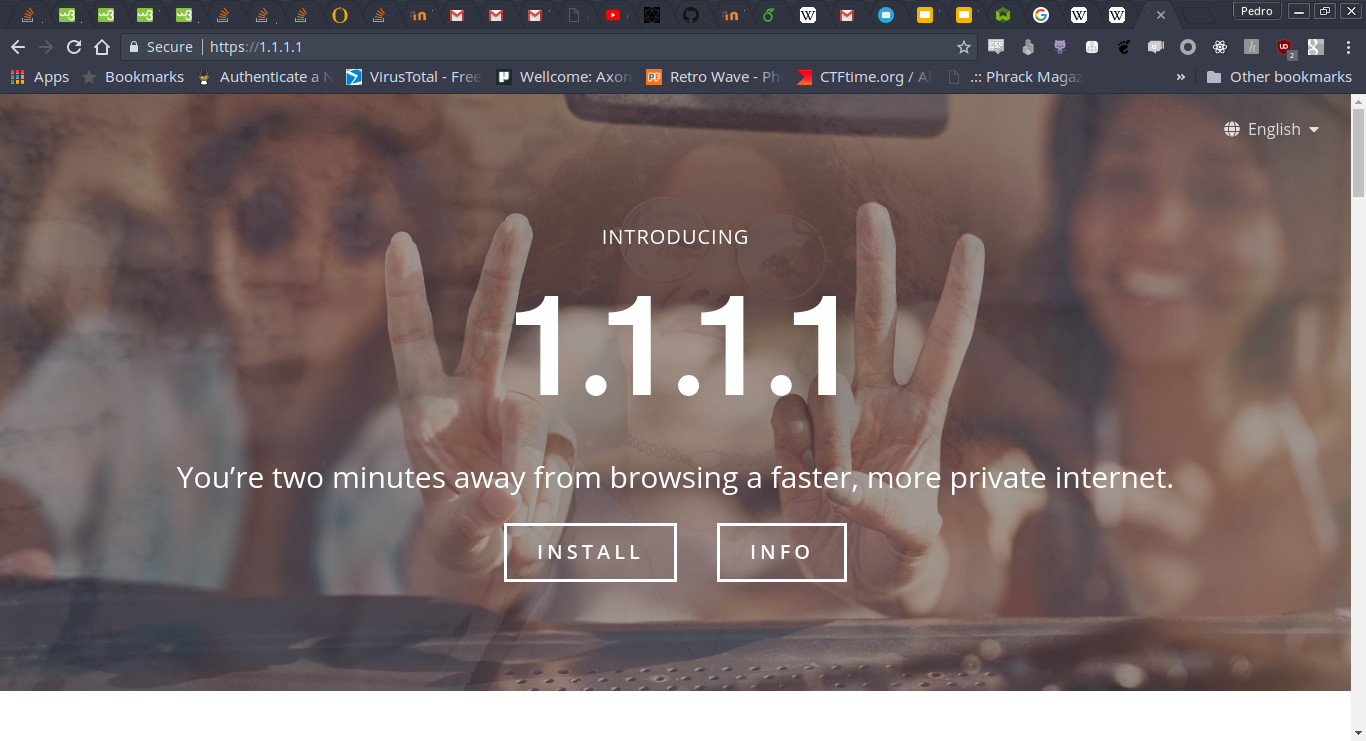 Pedro
Secure https://1.1.1.1
Apps Bookmarks Authenticate a N VirusTotal - Free Wellcome: Axon Retro Wave - Pho CTFtime.org / Al .:: Phrack Magaz » Other bookmarks
English
INTRODUCING
1.1.1.1
You’re two minutes away from browsing a faster, more private internet.
INSTALL INFO